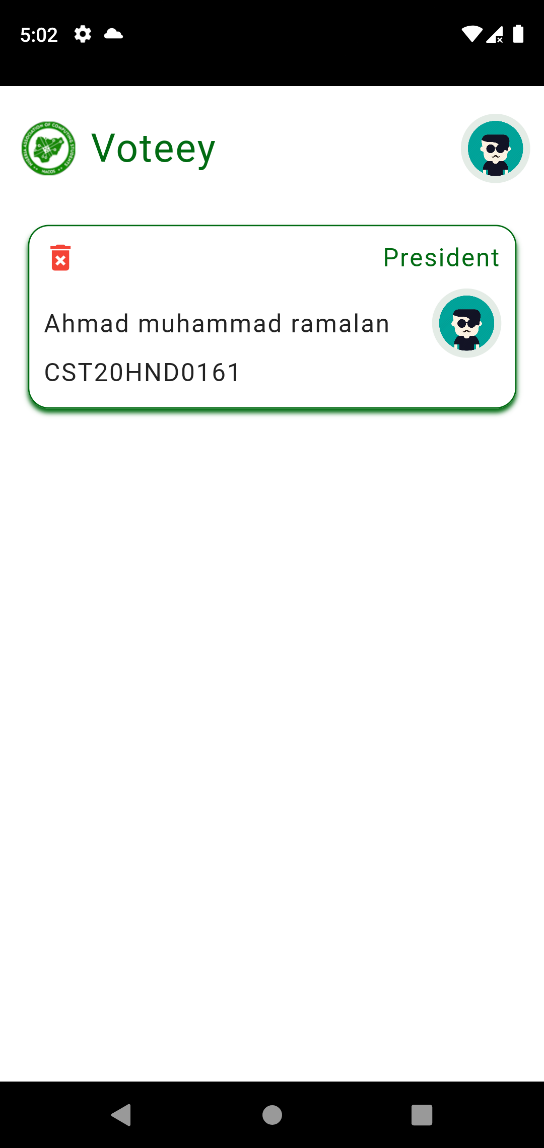 5:02
Voteey
President
Ahmad muhammad ramalan
CST20HND0161